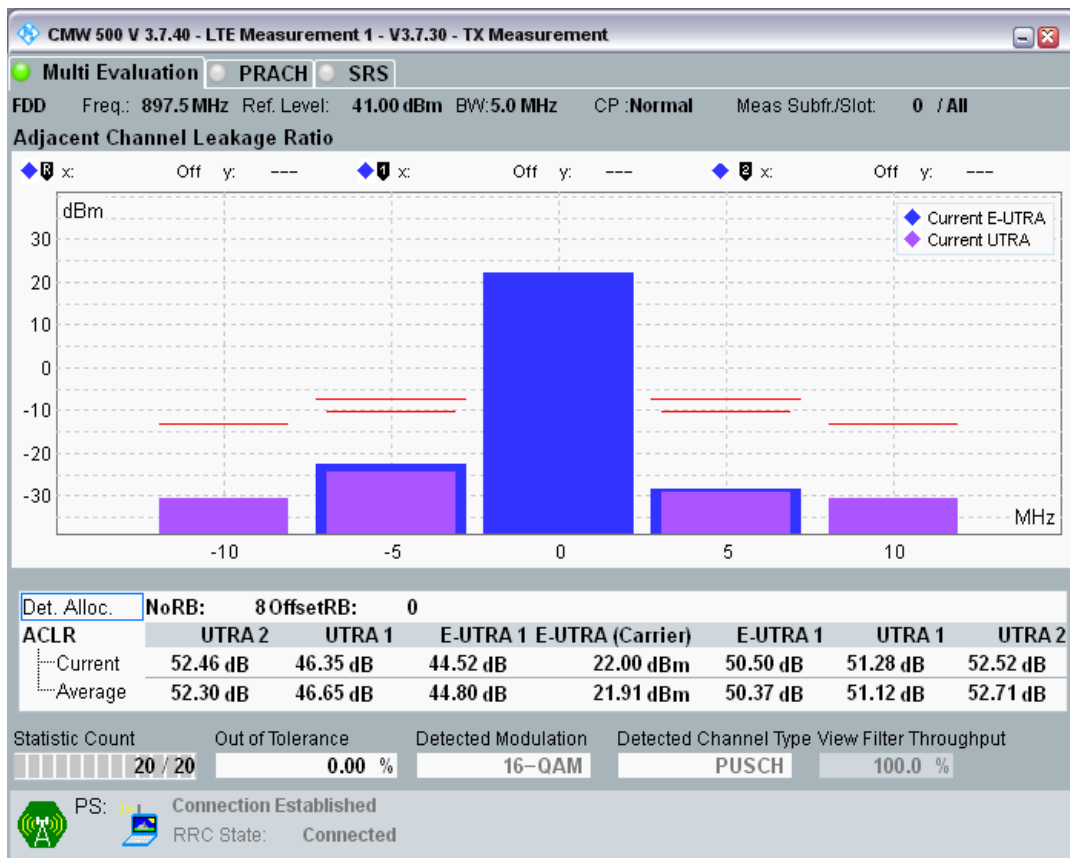 CMW 500 V 3.7.40 - LTE Measurement 1 - V3.7.30 - TX Measurement
Multi Evaluation PRACH SRS
FDD Freq.: 897.5 MHz Ref. Level: 41.00 dBm BW:5.0 MHz CP :Normal Meas Subfr./Slot: 0 / All
Adjacent Channel Leakage Ratio
R x: Off y: --- 1 x: Off y: --- 2 x: Off y: ---
dBm
Current E-UTRA
Current UTRA
30
20
10
0
-10
-20
-30
MHz
-10 -5 0 5 10
Det. Alloc. NoRB: 8 OffsetRB: 0
ACLR UTRA 2 UTRA 1 E-UTRA 1 E-UTRA (Carrier) E-UTRA 1 UTRA 1 UTRA 2
Current 52.46 dB 46.35 dB 44.52 dB 22.00 dBm 50.50 dB 51.28 dB 52.52 dB
Average 52.30 dB 46.65 dB 44.80 dB 21.91 dBm 50.37 dB 51.12 dB 52.71 dB
Statistic Count Out of Tolerance Detected Modulation Detected Channel Type View Filter Throughput
20 / 20 0.00 % 16-QAM PUSCH 100.0 %
PS: Connection Established
RRC State: Connected